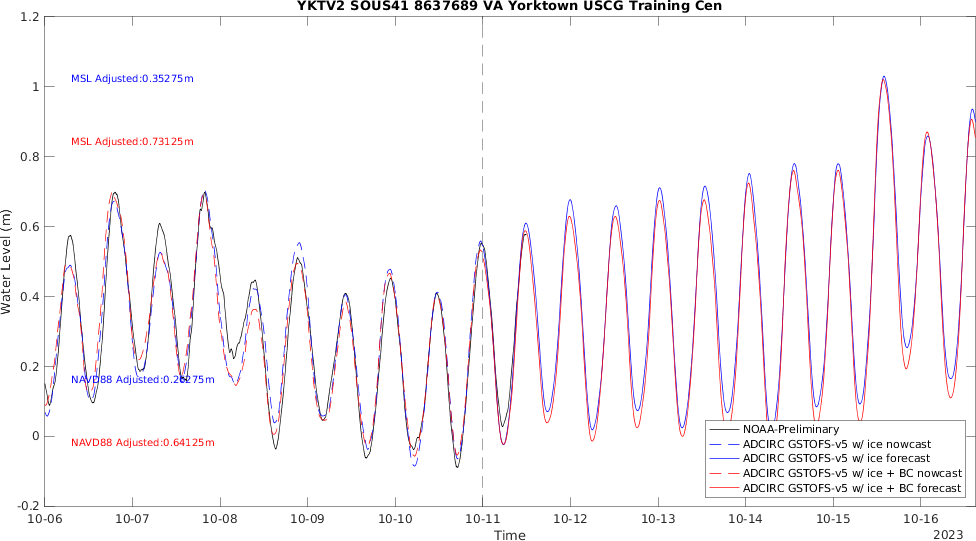 YKTV2 SOUS41 8637689 VA Yorktown USCG Training Cen
1.2
1
0.8
0.6
0.4
0.2
0
-0.2
Water Level (m)
MSL Adjusted:0.35275m
MSL Adjusted:0.73125m
NAVD88 Adjusted:0.26275m
NAVD88 Adjusted:0.64125m
NOAA-Preliminary
ADCIRC GSTOFS-v5 w/ ice nowcast
ADCIRC GSTOFS-v5 w/ ice forecast
ADCIRC GSTOFS-v5 w/ ice + BC nowcast
ADCIRC GSTOFS-v5 w/ ice + BC forecast
10-06 10-07 10-08 10-09 10-10 10-11 10-12 10-13 10-14 10-15 10-16
Time
2023